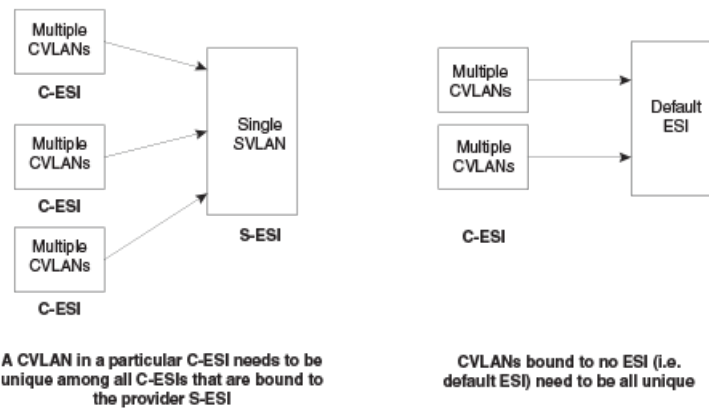 Multiple
CVLANs
C-ESI
Multiple
CVLANs
C-ESI
Multiple
CVLANs
C-ESI
Single
SVLAN
S-ESI
A CVLAN in a particular C-ESI needs to be
unique among all C-ESIs that are bound to
the provider S-ESI
Multiple
CVLANs
Multiple
CVLANs
C-ESI
Default
ESI
CVLANs bound to no ESI (i.e.
default ESI) need to be all unique